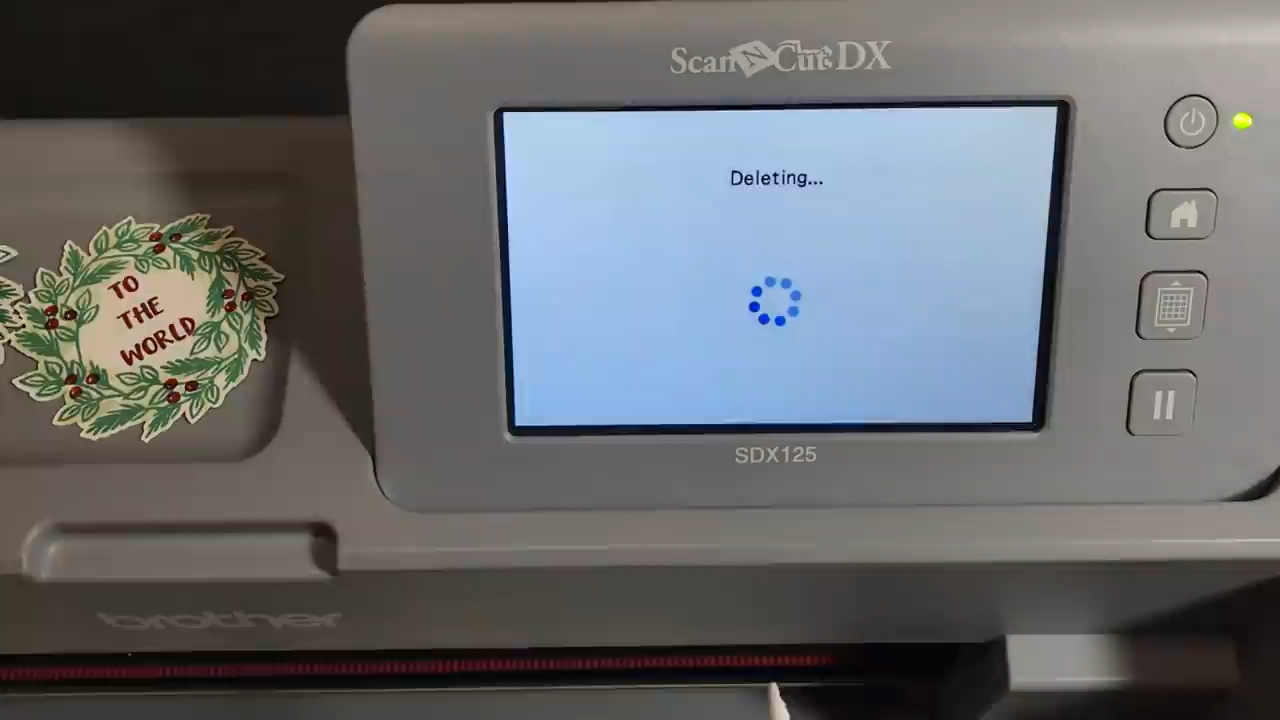 ScanNCut DX
Deleting...
TO
THE
WORLD
SDX125
brother